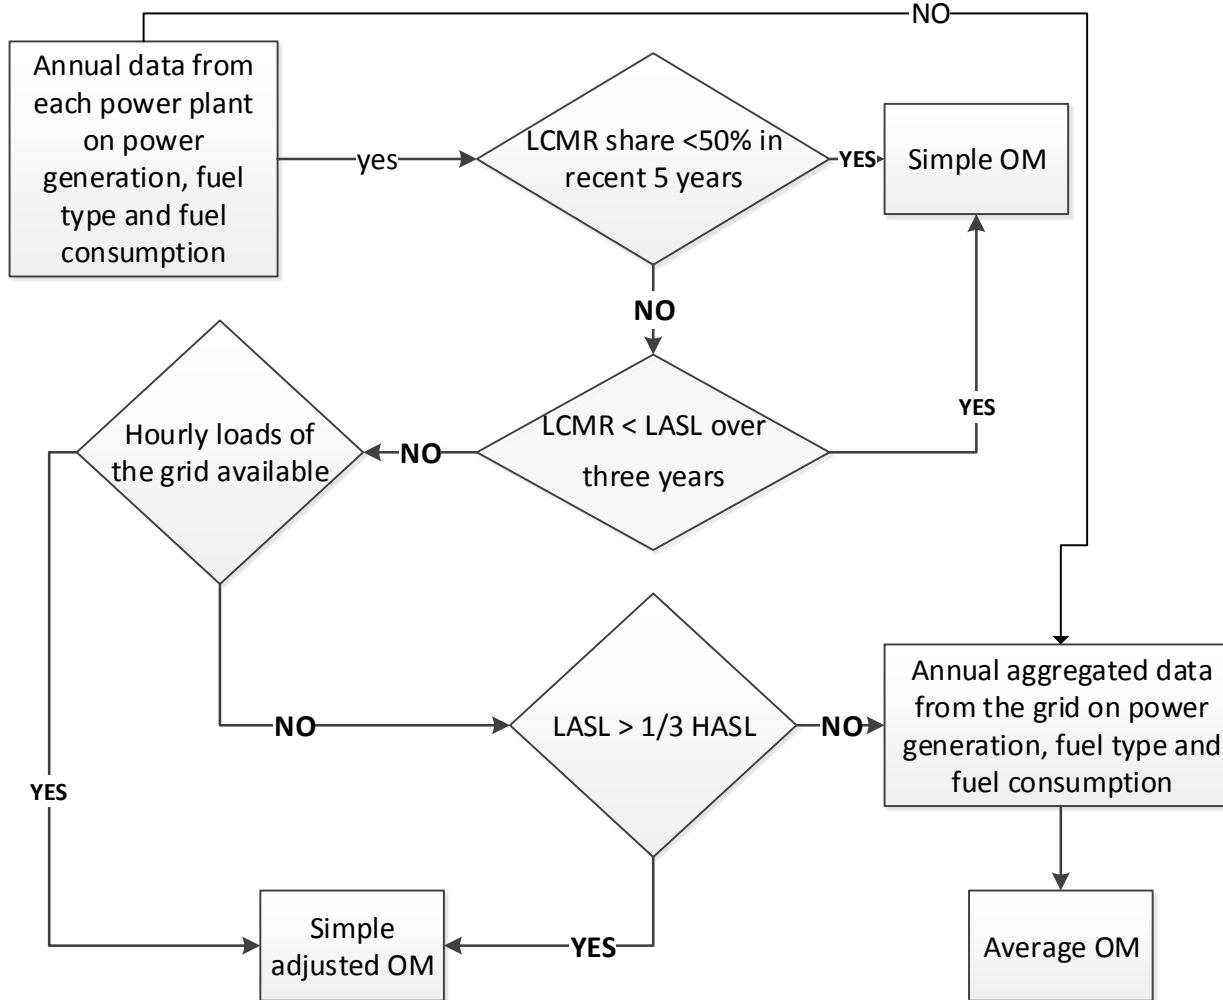 NO
Annual data from
each power plant
on power
generation, fuel
type and fuel
consumption
yes
LCMR share <50% in
recent 5 years
YES
Simple OM
NO
LCMR < LASL over
three years
YES
NO
Hourly loads of
the grid available
NO
LASL > 1/3 HASL
NO
Annual aggregated data
from the grid on power
generation, fuel type and
fuel consumption
YES
Simple
adjusted OM
YES
Average OM